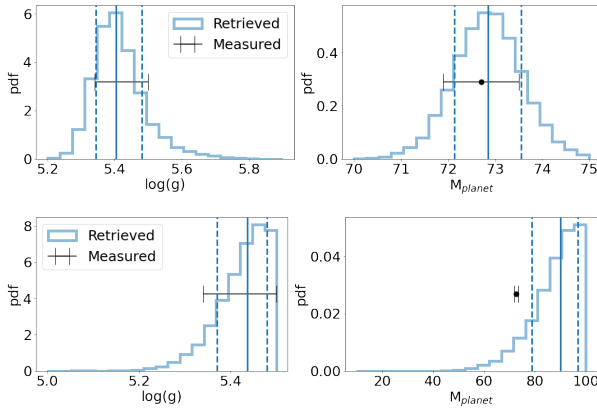 6
4
2
0
pdf
5.2 5.4 5.6 5.8
log(g)
Retrieved
Measured
0.4
0.2
0.0
pdf
70 71 72 73 74 75
M_planet
8
6
4
2
0
pdf
5.0 5.2 5.4
log(g)
Retrieved
Measured
0.04
0.02
0.00
pdf
20 40 60 80 100
M_planet